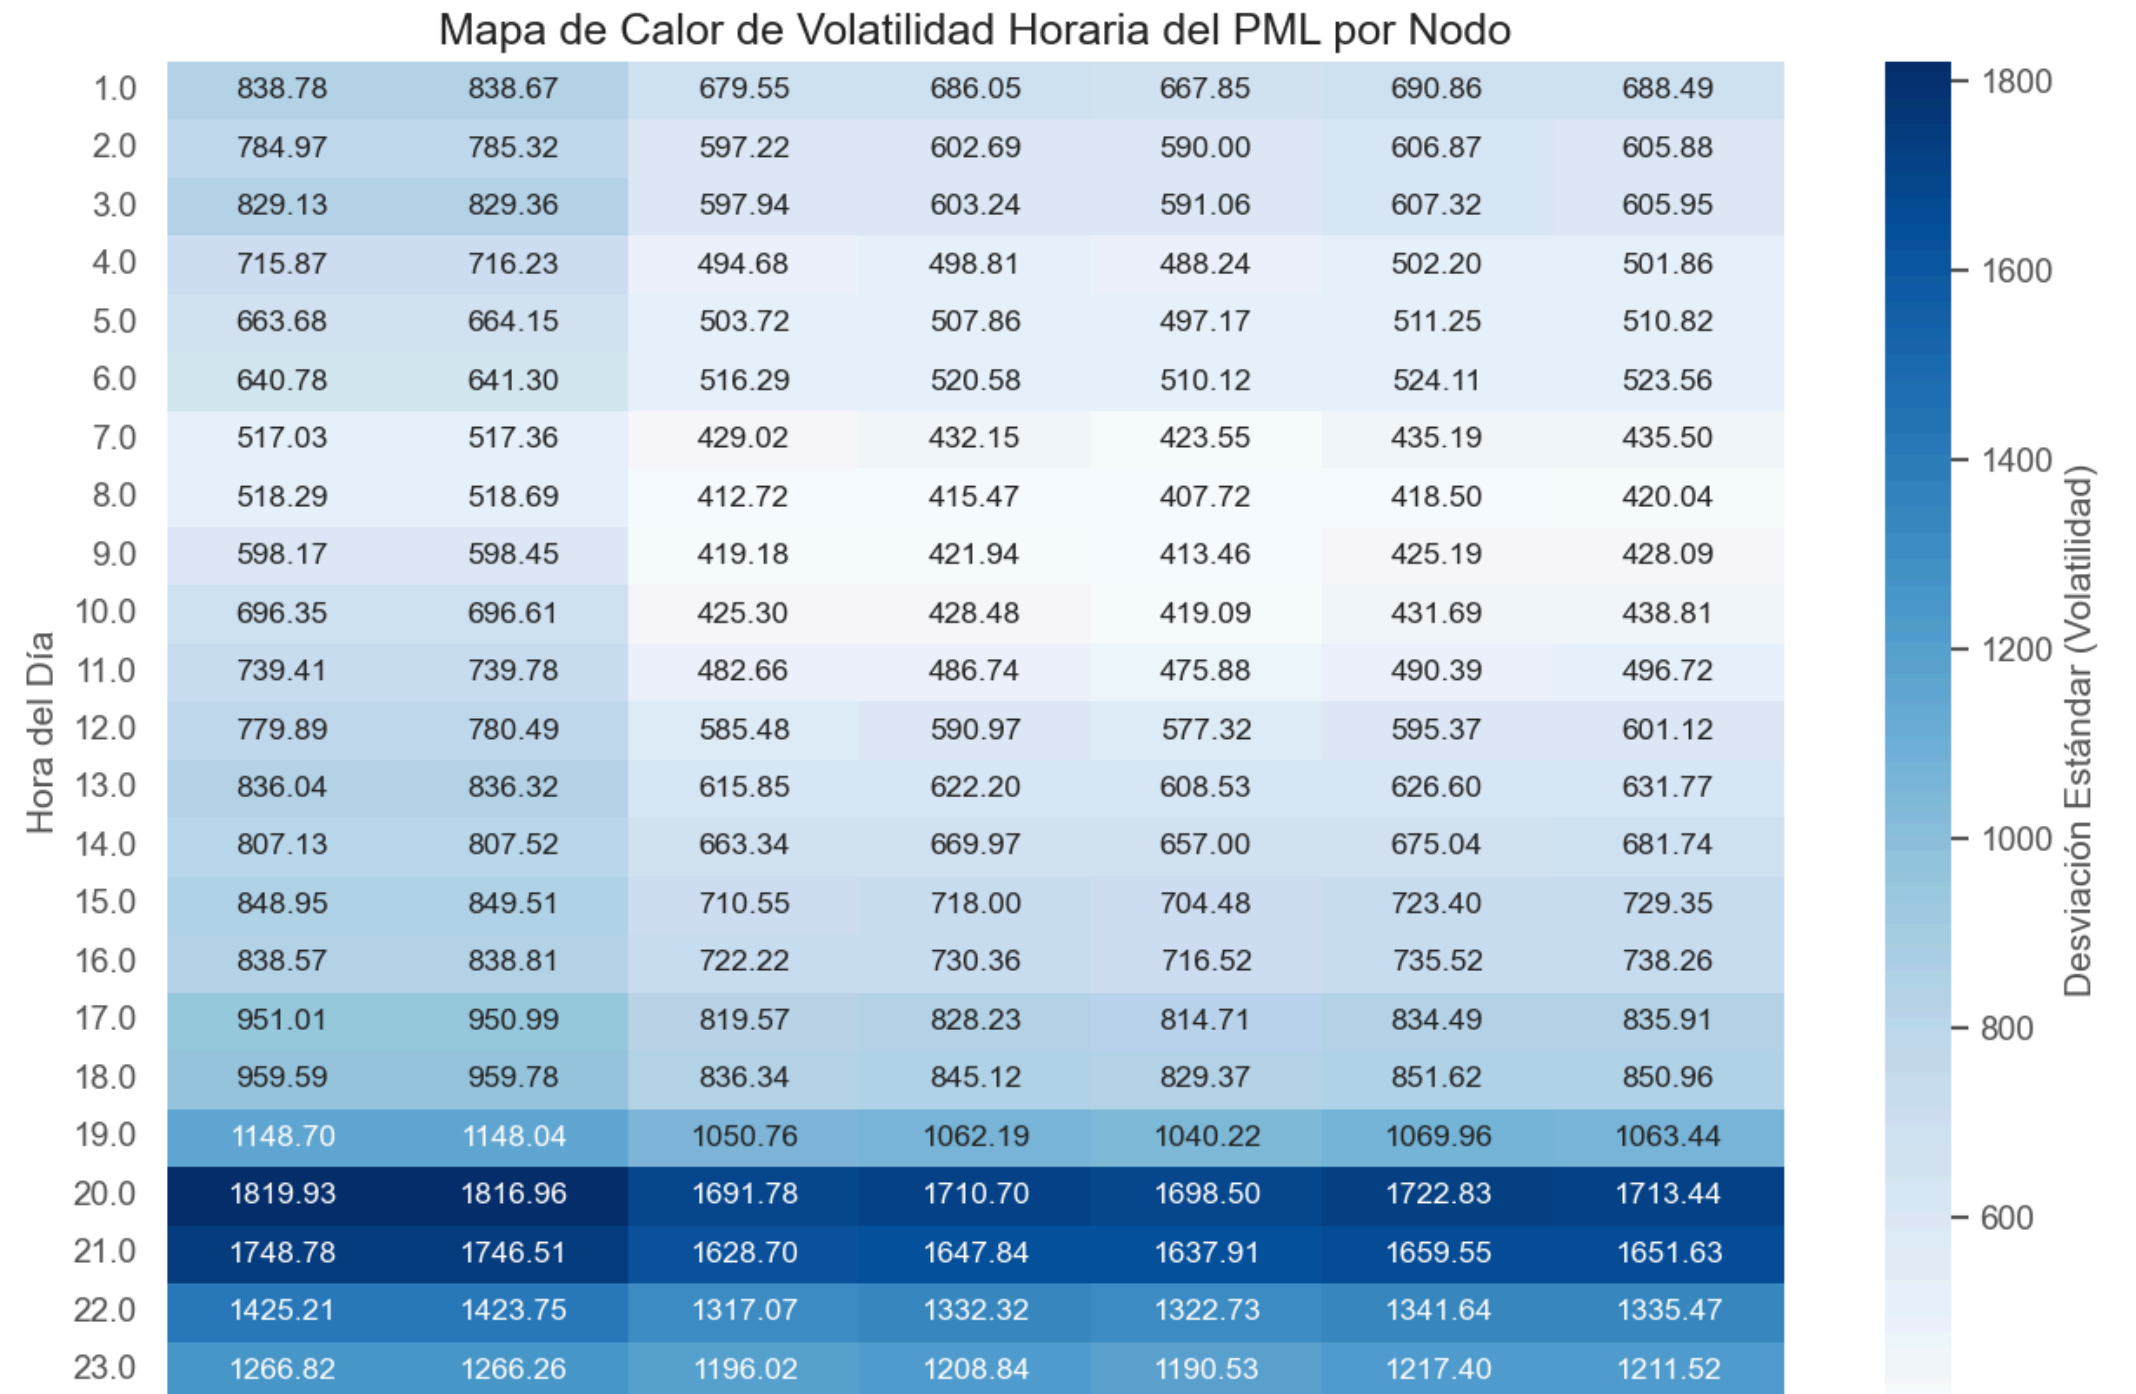 Mapa de Calor de Volatilidad Horaria del PML por Nodo
Hora del Día
1.0 838.78 838.67 679.55 686.05 667.85 690.86 688.49
2.0 784.97 785.32 597.22 602.69 590.00 606.87 605.88
3.0 829.13 829.36 597.94 603.24 591.06 607.32 605.95
4.0 715.87 716.23 494.68 498.81 488.24 502.20 501.86
5.0 663.68 664.15 503.72 507.86 497.17 511.25 510.82
6.0 640.78 641.30 516.29 520.58 510.12 524.11 523.56
7.0 517.03 517.36 429.02 432.15 423.55 435.19 435.50
8.0 518.29 518.69 412.72 415.47 407.72 418.50 420.04
9.0 598.17 598.45 419.18 421.94 413.46 425.19 428.09
10.0 696.35 696.61 425.30 428.48 419.09 431.69 438.81
11.0 739.41 739.78 482.66 486.74 475.88 490.39 496.72
12.0 779.89 780.49 585.48 590.97 577.32 595.37 601.12
13.0 836.04 836.32 615.85 622.20 608.53 626.60 631.77
14.0 807.13 807.52 663.34 669.97 657.00 675.04 681.74
15.0 848.95 849.51 710.55 718.00 704.48 723.40 729.35
16.0 838.57 838.81 722.22 730.36 716.52 735.52 738.26
17.0 951.01 950.99 819.57 828.23 814.71 834.49 835.91
18.0 959.59 959.78 836.34 845.12 829.37 851.62 850.96
19.0 1148.70 1148.04 1050.76 1062.19 1040.22 1069.96 1063.44
20.0 1819.93 1816.96 1691.78 1710.70 1698.50 1722.83 1713.44
21.0 1748.78 1746.51 1628.70 1647.84 1637.91 1659.55 1651.63
22.0 1425.21 1423.75 1317.07 1332.32 1322.73 1341.64 1335.47
23.0 1266.82 1266.26 1196.02 1208.84 1190.53 1217.40 1211.52
1800
1600
1400
1200
1000
800
600
Desviación Estándar (Volatilidad)